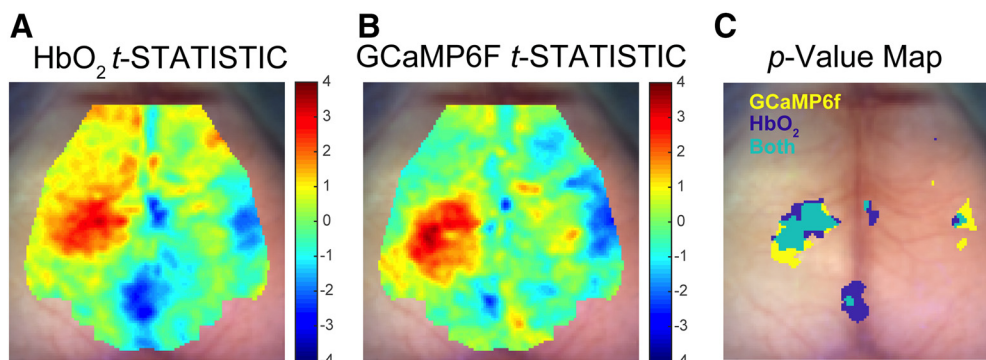 A
HbO2 t-STATISTIC
4
3
2
1
0
-1
-2
-3
-4
B
GCaMP6F t-STATISTIC
4
3
2
1
0
-1
-2
-3
-4
C
p-Value Map
GCaMP6f
HbO2
Both